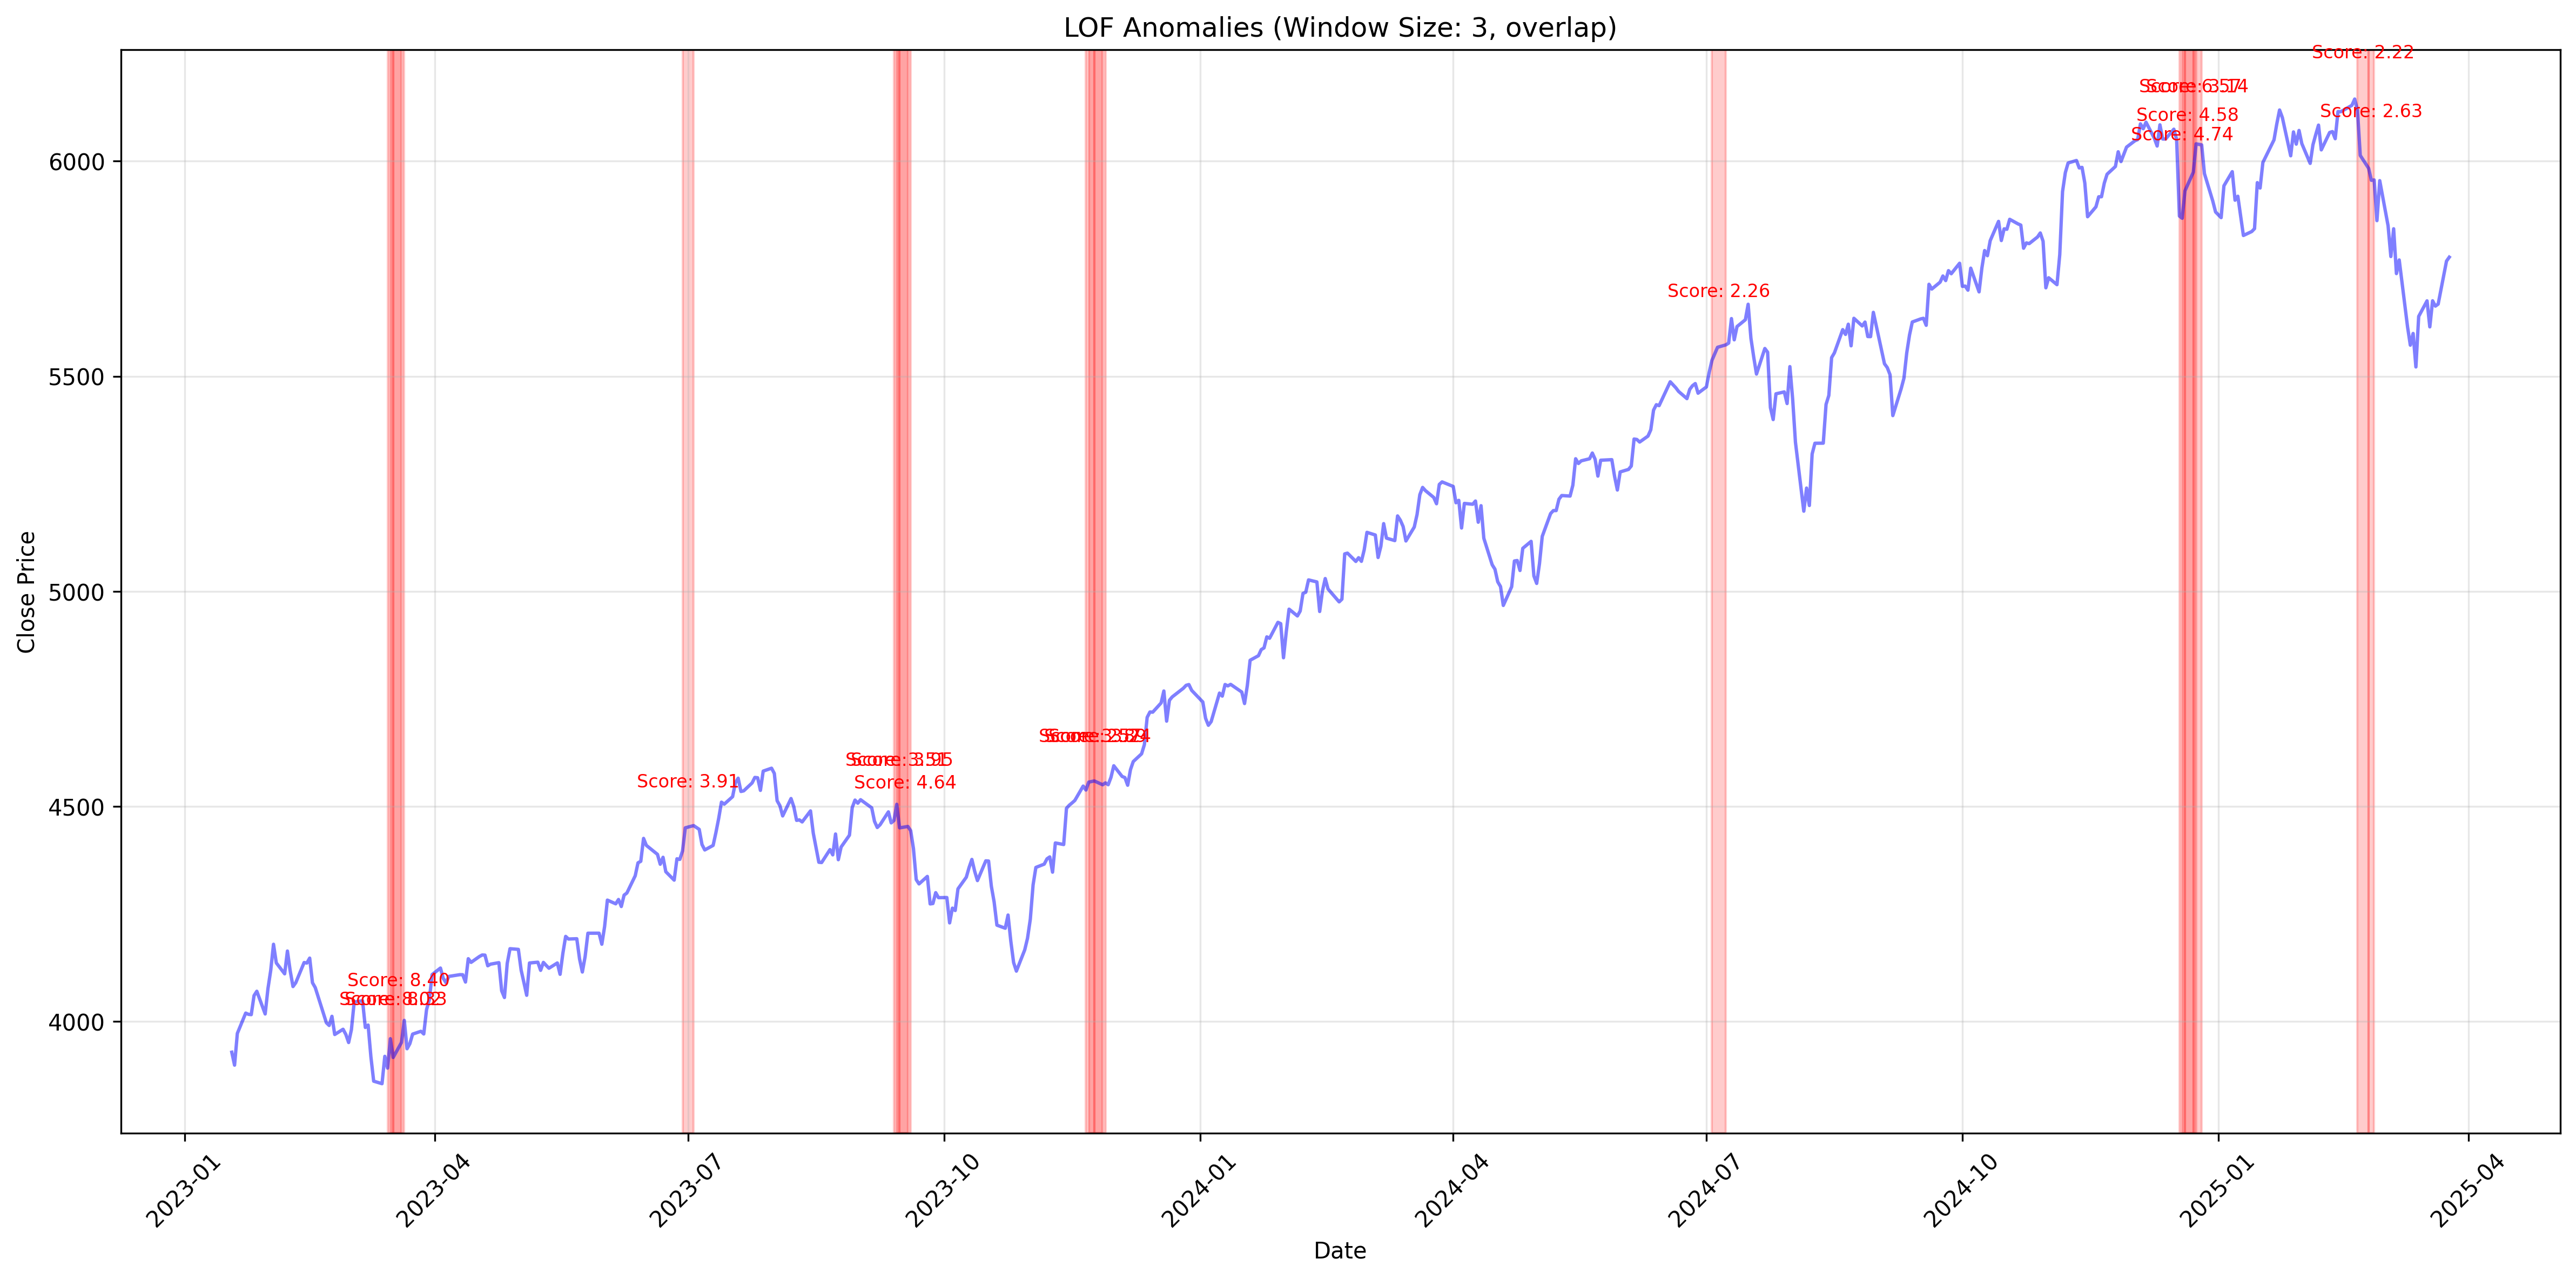 LOF Anomalies (Window Size: 3, overlap)
Score: 2.22
Score: 4.58
Score: 2.63
Score: 4.74
6000
Score: 2.26
5500
5000
Close Price
Score: 3.91
Score: 4.64
4500
Score: 8.40
4000
2023-01
2023-04
2023-07
2023-10
2024-01
2024-04
2024-07
2024-10
2025-01
2025-04
Date